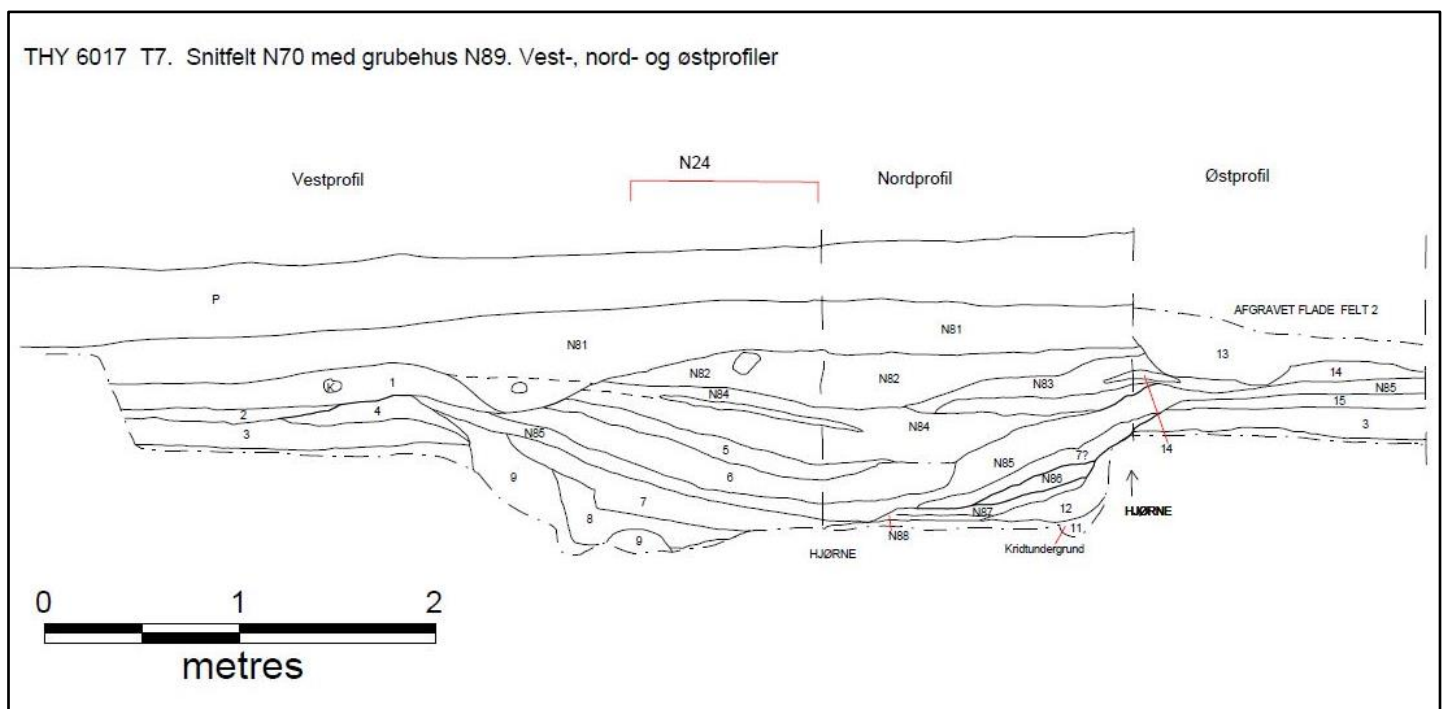 THY 6017 T7. Snitfelt N70 med grubehus N89. Vest-, nord- og østprofiler
N24
Vestprofil
Nordprofil
Østprofil
P
AFGRAVET FLADE FELT 2
N81
N81
13
14
N82
N82
N83
N85
K
1
N84
15
2
4
N84
3
3
N85
5
14
6
N85
7?
9
N86
7
12
HJØRNE
8
N87
11.
9
N88
HJØRNE
Kridtundergrund
0 1 2
metres